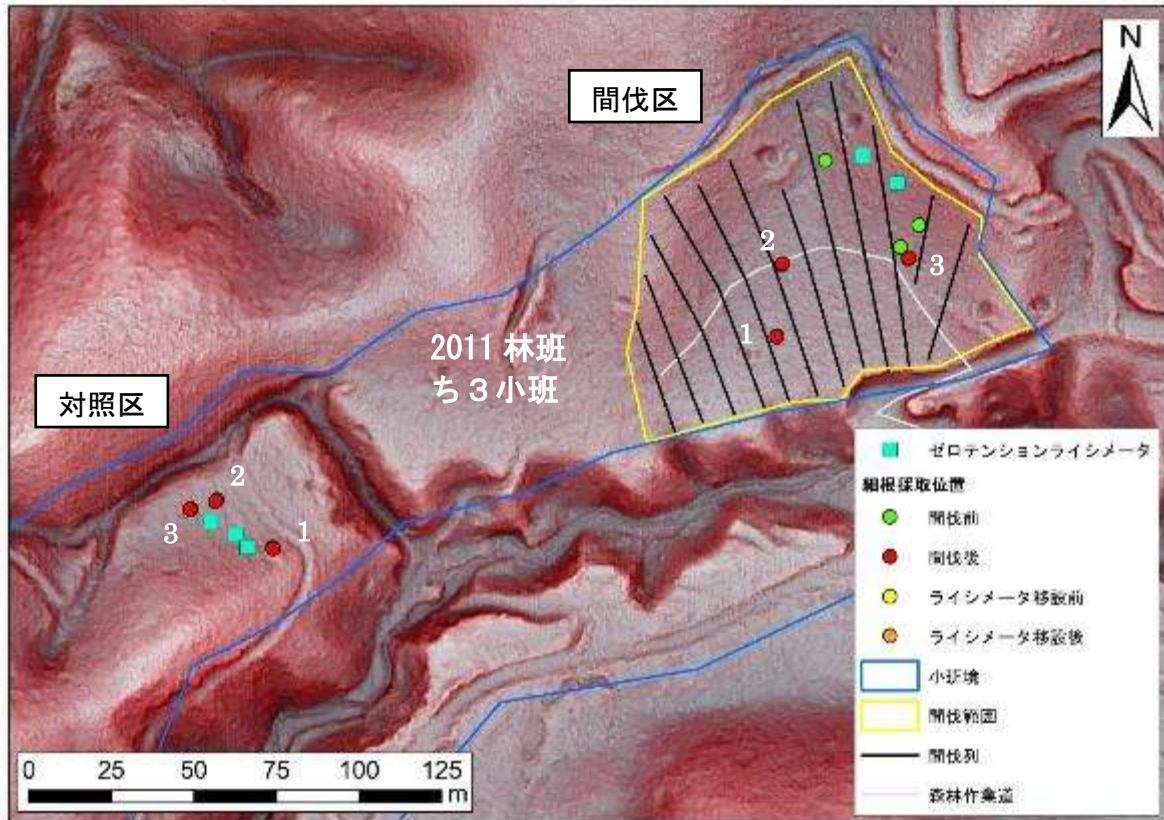 間伐区
N
2
3
1
2011 林班
ち３小班
対照区
2
3
1
ゼロテンションライシメータ
細根採取位置
間伐前
間伐後
ライシメータ移設前
ライシメータ移設後
小班境
間伐範囲
間伐列
森林作業道
0 25 50 75 100 125
m